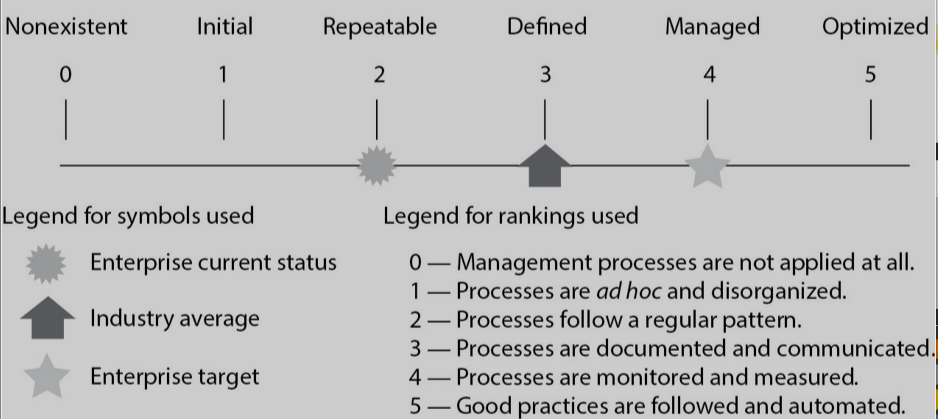 Nonexistent Initial Repeatable Defined Managed Optimized
0 1 2 3 4 5
Legend for symbols used
Enterprise current status
Industry average
Enterprise target
Legend for rankings used
0 — Management processes are not applied at all.
1 — Processes are ad hoc and disorganized.
2 — Processes follow a regular pattern.
3 — Processes are documented and communicated.
4 — Processes are monitored and measured.
5 — Good practices are followed and automated.